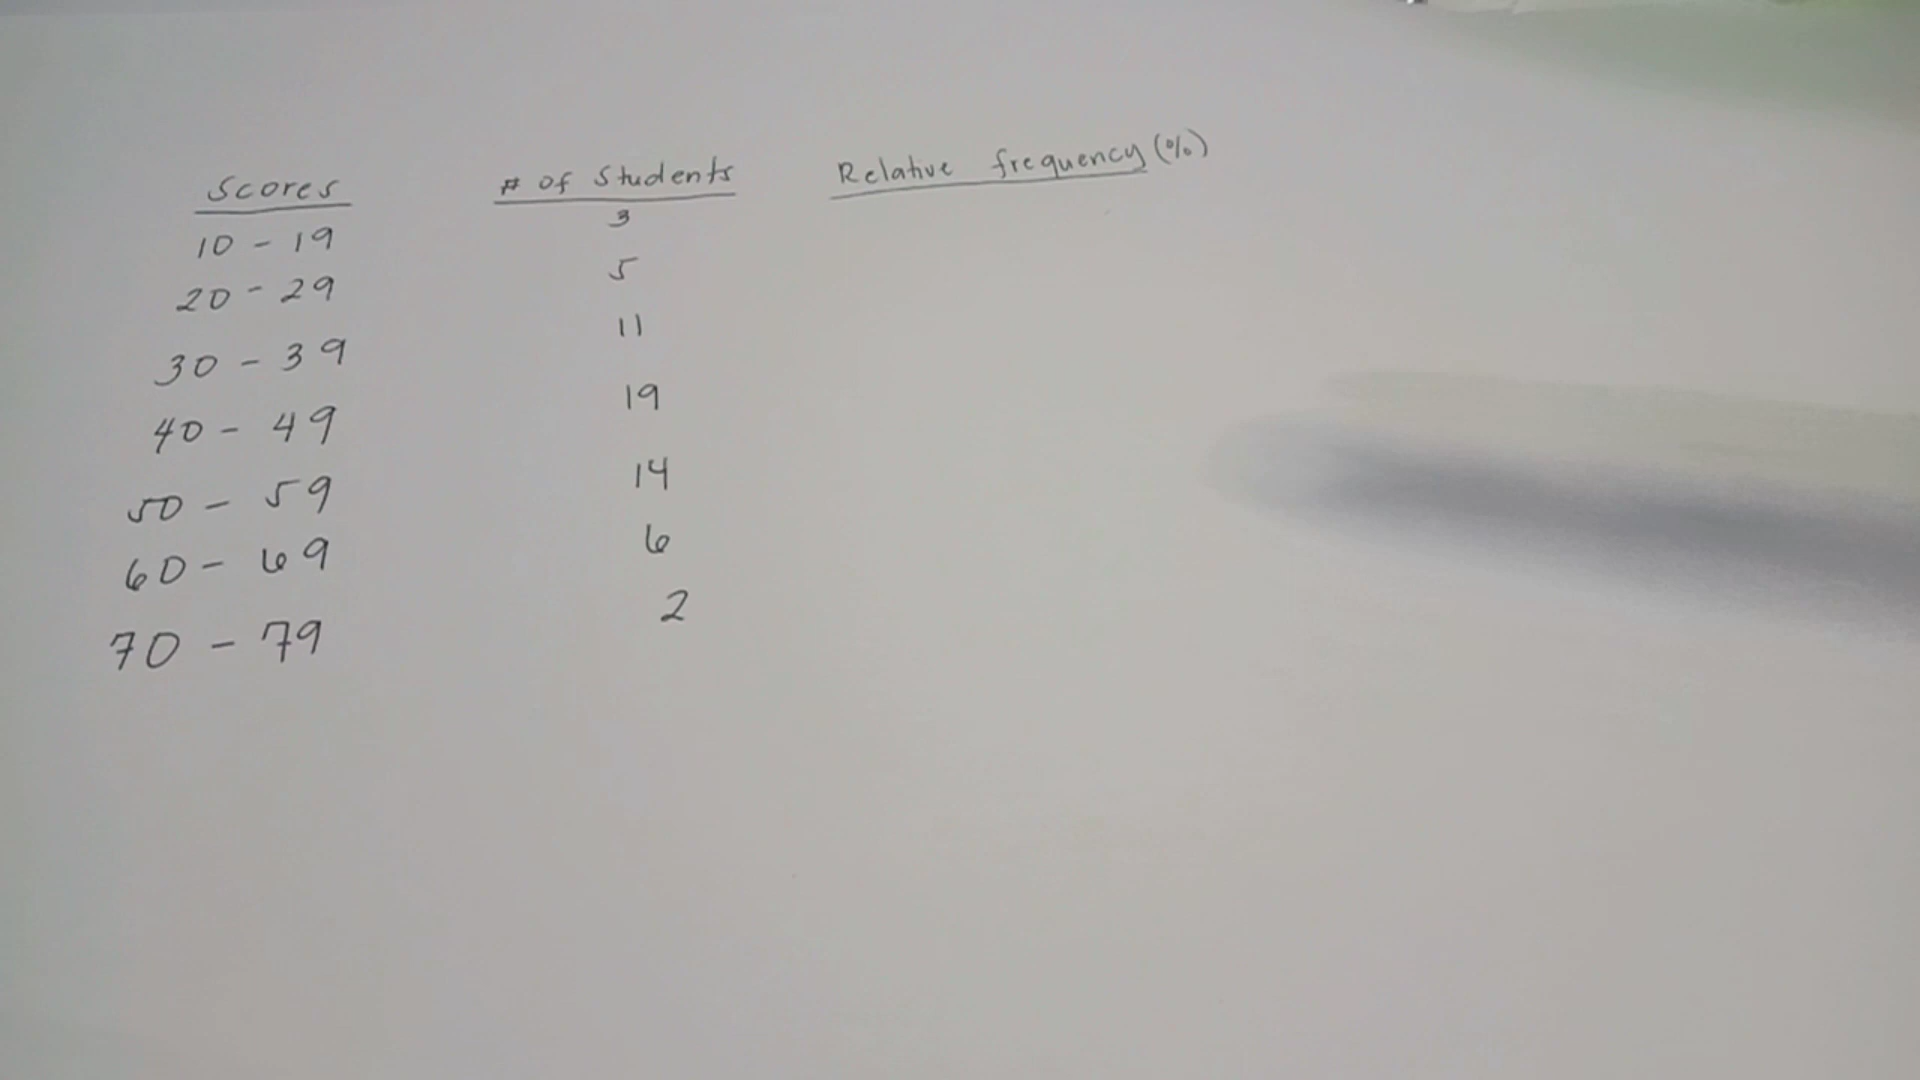 Scores # of Students Relative frequency (%)
10 - 19 3
20 - 29 5
30 - 39 11
40 - 49 19
50 - 59 14
60 - 69 6
70 - 79 2